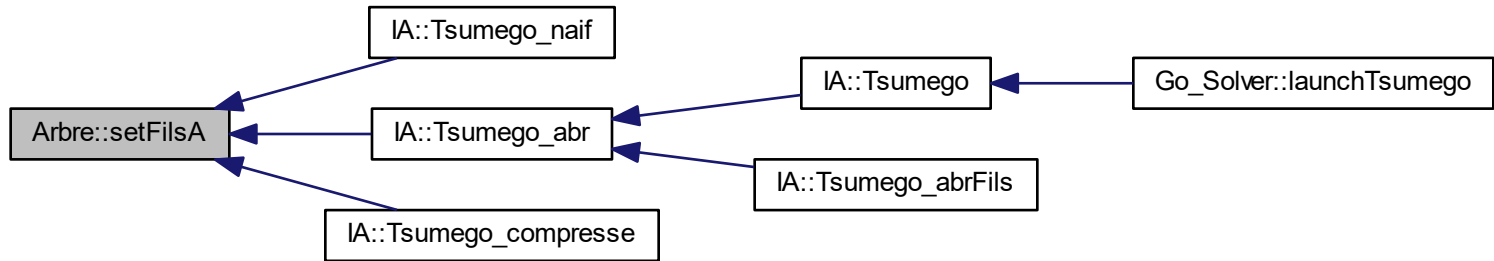 IA::Tsumego_naif
IA::Tsumego
Go_Solver::launchTsumego
Arbre::setFilsA
IA::Tsumego_abr
IA::Tsumego_abrFils
IA::Tsumego_compresse